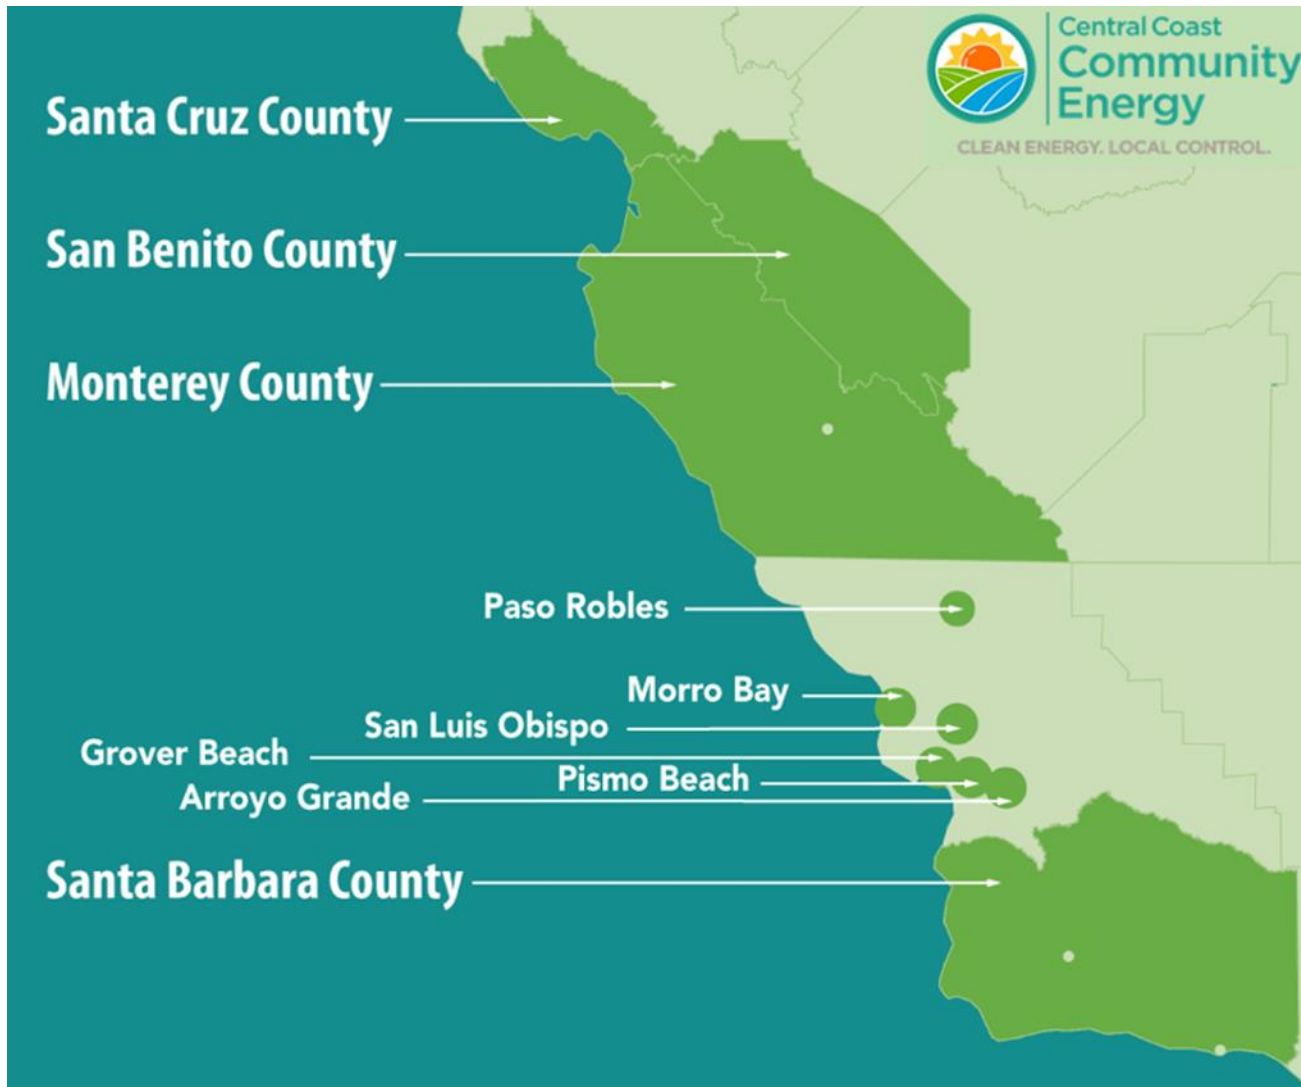 Central Coast
Community
Energy
CLEAN ENERGY. LOCAL CONTROL.
Santa Cruz County
San Benito County
Monterey County
Paso Robles
Morro Bay
San Luis Obispo
Grover Beach
Pismo Beach
Arroyo Grande
Santa Barbara County